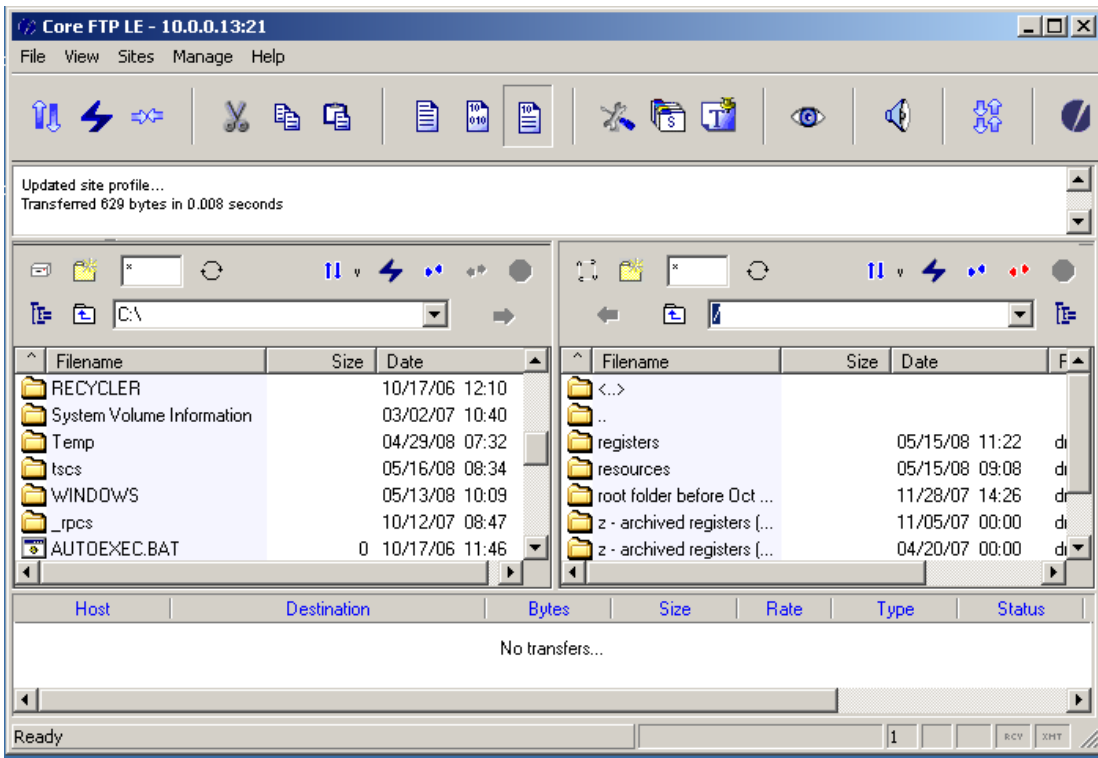 Core FTP LE - 10.0.0.13:21
File View Sites Manage Help
Updated site profile...
Transferred 629 bytes in 0.008 seconds
*
*
C:\
/
^ Filename Size Date
RECYCLER 10/17/06 12:10
System Volume Information 03/02/07 10:40
Temp 04/29/08 07:32
tscs 05/16/08 08:34
WINDOWS 05/13/08 10:09
_rpcs 10/12/07 08:47
AUTOEXEC.BAT 0 10/17/06 11:46
^ Filename Size Date
<..>
..
registers 05/15/08 11:22
resources 05/15/08 09:08
root folder before Oct ... 11/28/07 14:26
z - archived registers (... 11/05/07 00:00
z - archived registers (... 04/20/07 00:00
Host Destination Bytes Size Rate Type Status
No transfers...
Ready 1 RCV XMT